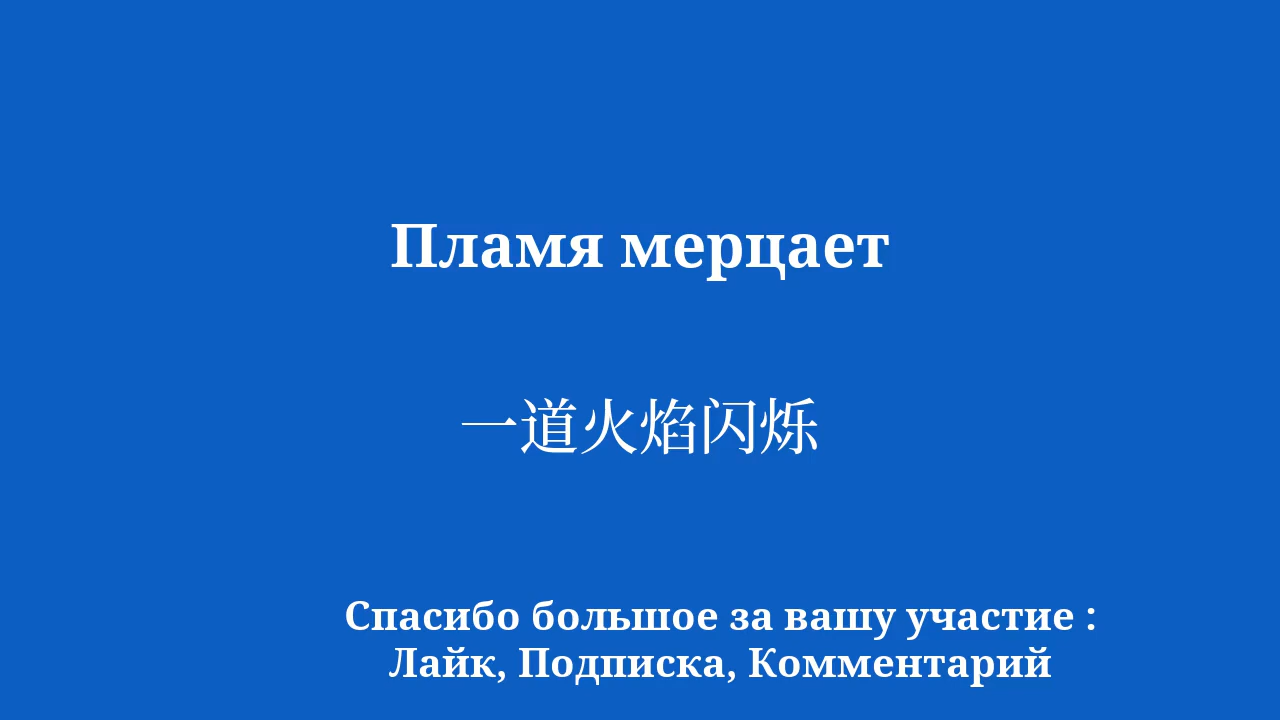 Пламя мерцает
一道火焰闪烁
Спасибо большое за вашу участие :
Лайк, Подписка, Комментарий